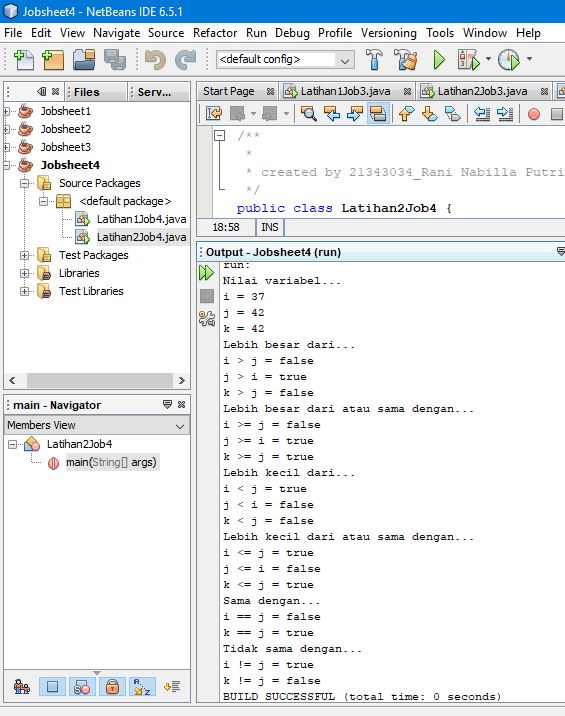 Jobsheet4 - NetBeans IDE 6.5.1
File Edit View Navigate Source Refactor Run Debug Profile Versioning Tools Window Help
<default config>
Files
Serv...
Start Page
Latihan1Job3.java
Latihan2Job3.java
Jobsheet1
Jobsheet2
Jobsheet3
Jobsheet4
Source Packages
<default package>
Latihan1Job4.java
Latihan2Job4.java
Test Packages
Libraries
Test Libraries
/**
*
* created by 21343034_Rani Nabilla Putri
*/
public class Latihan2Job4 {
18:58 INS
main - Navigator
Members View
Latihan2Job4
main(String[] args)
Output - Jobsheet4 (run)
run:
Nilai variabel...
i = 37
j = 42
k = 42
Lebih besar dari...
i > j = false
j > i = true
k > j = false
Lebih besar dari atau sama dengan...
i >= j = false
j >= i = true
k >= j = true
Lebih kecil dari...
i < j = true
j < i = false
k < j = false
Lebih kecil dari atau sama dengan...
i <= j = true
j <= i = false
k <= j = true
Sama dengan...
i == j = false
k == j = true
Tidak sama dengan...
i != j = true
k != j = false
BUILD SUCCESSFUL (total time: 0 seconds)